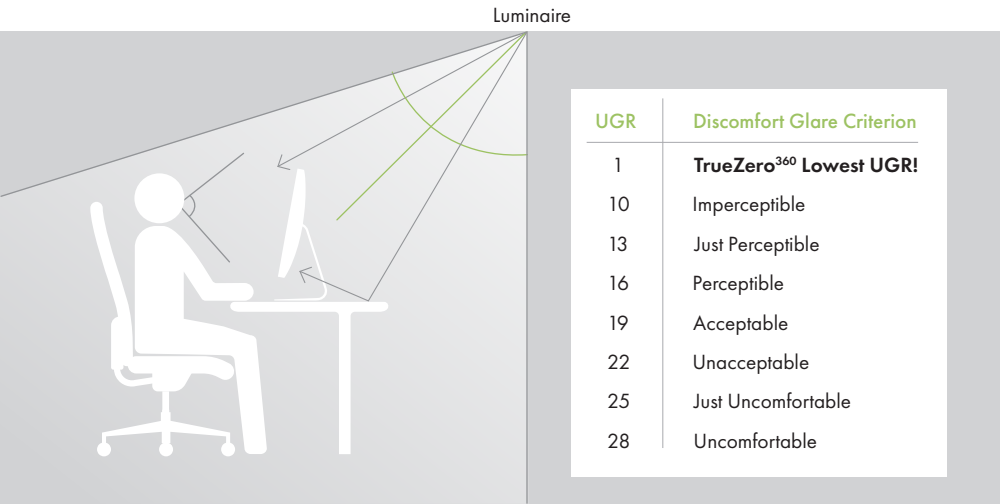 Luminaire
UGR Discomfort Glare Criterion
1 TrueZero³⁶⁰ Lowest UGR!
10 Imperceptible
13 Just Perceptible
16 Perceptible
19 Acceptable
22 Unacceptable
25 Just Uncomfortable
28 Uncomfortable